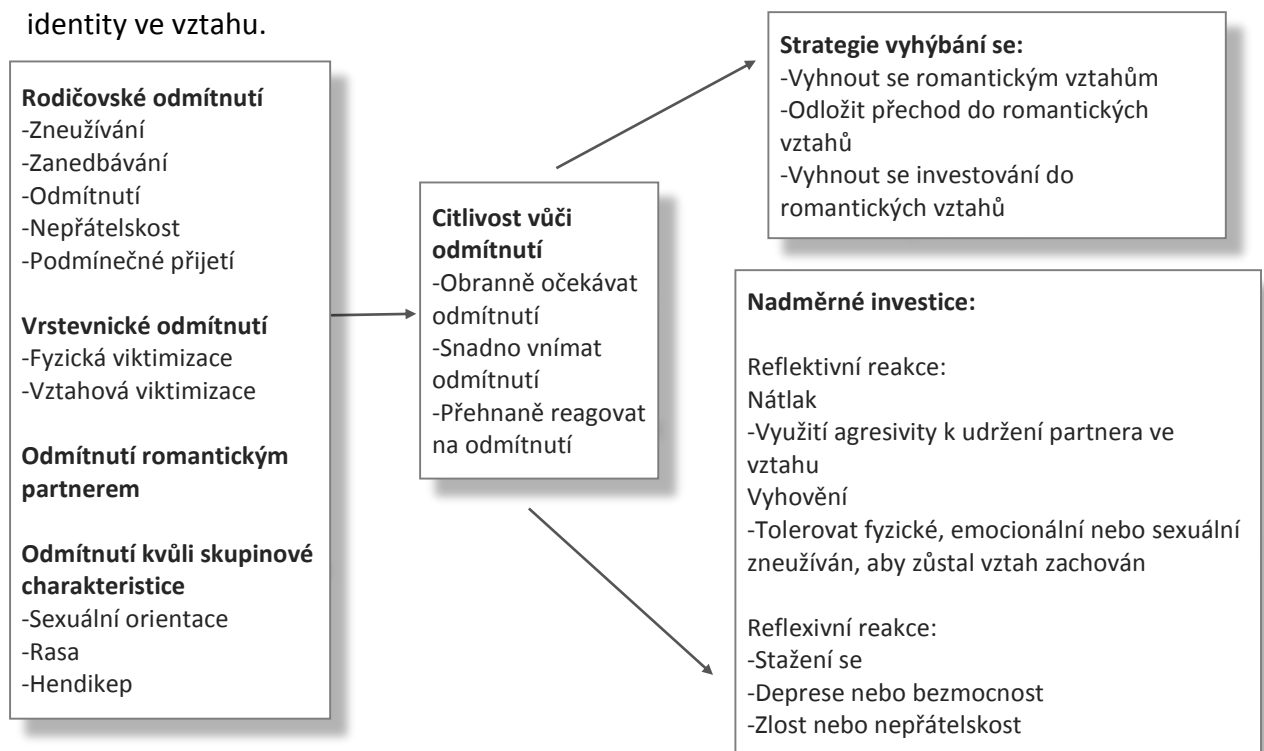 identity ve vztahu.
Rodičovské odmítnutí
-Zneužívání
-Zanedbávání
-Odmítnutí
-Nepřátelskost
-Podmínečné přijetí
Vrstevnické odmítnutí
-Fyzická viktimizace
-Vztahová viktimizace
Odmítnutí romantickým
partnerem
Odmítnutí kvůli skupinové
charakteristice
-Sexuální orientace
-Rasa
-Hendikep
Citlivost vůči
odmítnutí
-Obranně očekávat
odmítnutí
-Snadno vnímat
odmítnutí
-Přehnaně reagovat
na odmítnutí
Strategie vyhýbání se:
-Vyhnout se romantickým vztahům
-Odložit přechod do romantických
vztahů
-Vyhnout se investování do
romantických vztahů
Nadměrné investice:
Reflektivní reakce:
Nátlak
-Využití agresivity k udržení partnera ve
vztahu
Vyhovění
-Tolerovat fyzické, emocionální nebo sexuální
zneužíván, aby zůstal vztah zachován
Reflexivní reakce:
-Stažení se
-Deprese nebo bezmocnost
-Zlost nebo nepřátelskost